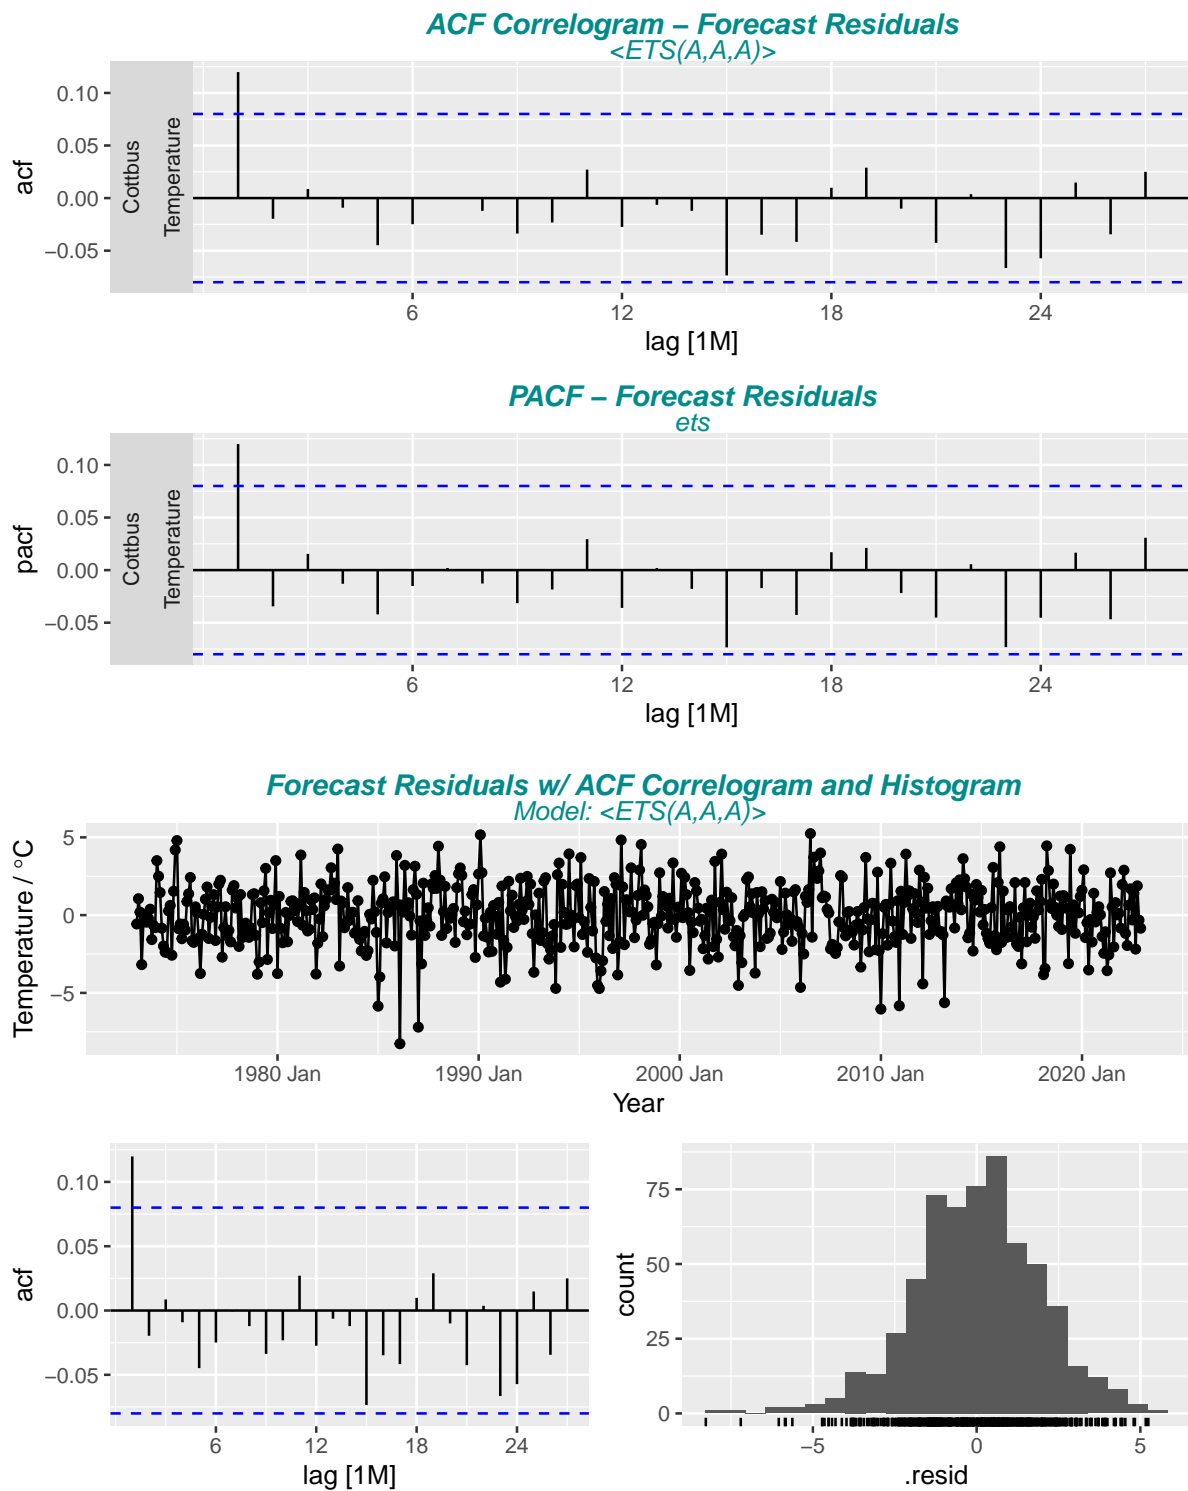 ACF Correlogram – Forecast Residuals
<ETS(A,A,A)>
acf
Cottbus
Temperature
0.10
0.05
0.00
−0.05
6 12 18 24
lag [1M]
PACF – Forecast Residuals
ets
pacf
Cottbus
Temperature
0.10
0.05
0.00
−0.05
6 12 18 24
lag [1M]
Forecast Residuals w/ ACF Correlogram and Histogram
Model: <ETS(A,A,A)>
Temperature / °C
5
0
−5
1980 Jan 1990 Jan 2000 Jan 2010 Jan 2020 Jan
Year
acf
0.10
0.05
0.00
−0.05
6 12 18 24
lag [1M]
count
75
50
25
0
−5 0 5
.resid